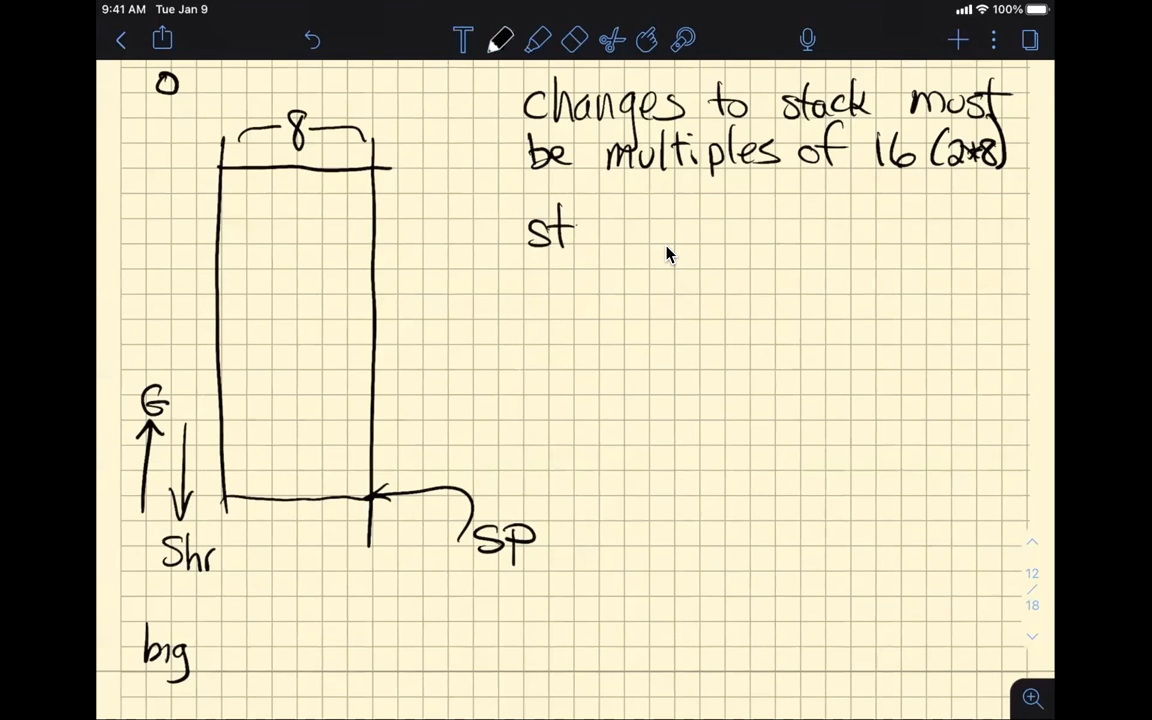 9:41 AM Tue Jan 9
100%
0
8
changes to stack must
be multiples of 16 (2*8)
st
G
Shr
SP
big
12
/
18